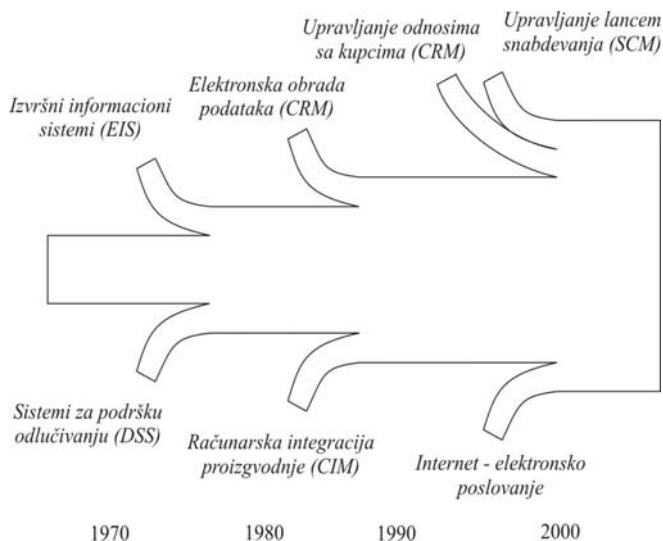 Upravljanje odnosima
sa kupcima (CRM)
Upravljanje lancem
snabdevanja (SCM)
Elektronska obrada
podataka (CRM)
Izvršni informacioni
sistemi (EIS)
Sistemi za podršku
odlučivanju (DSS)
Računarska integracija
proizgvodnje (CIM)
Internet - elektronsko
poslovanje
1970
1980
1990
2000